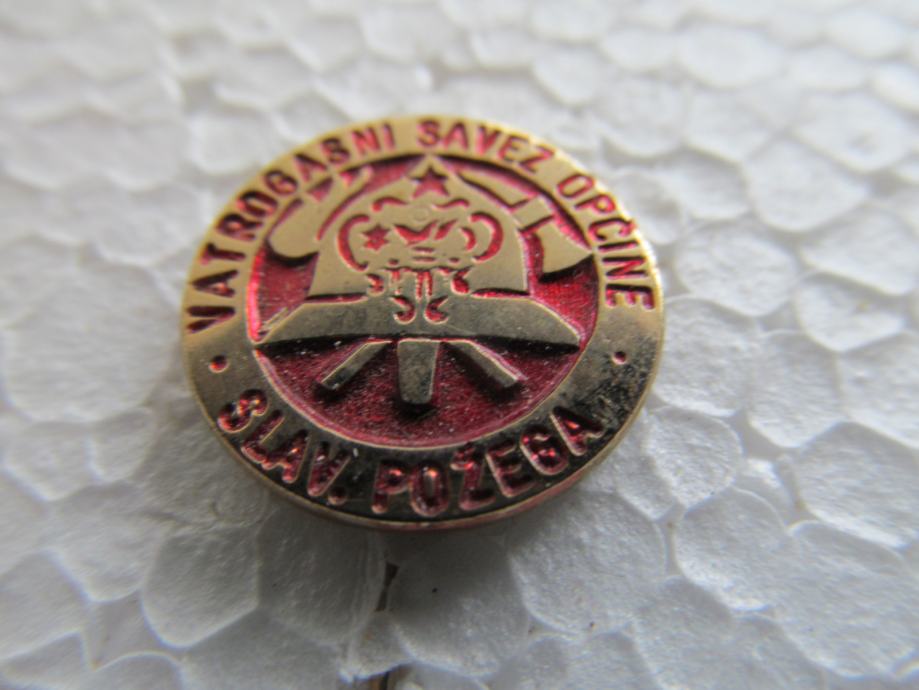 VATROGASNI SAVEZ OPĆINE
SLAV. POŽEGA